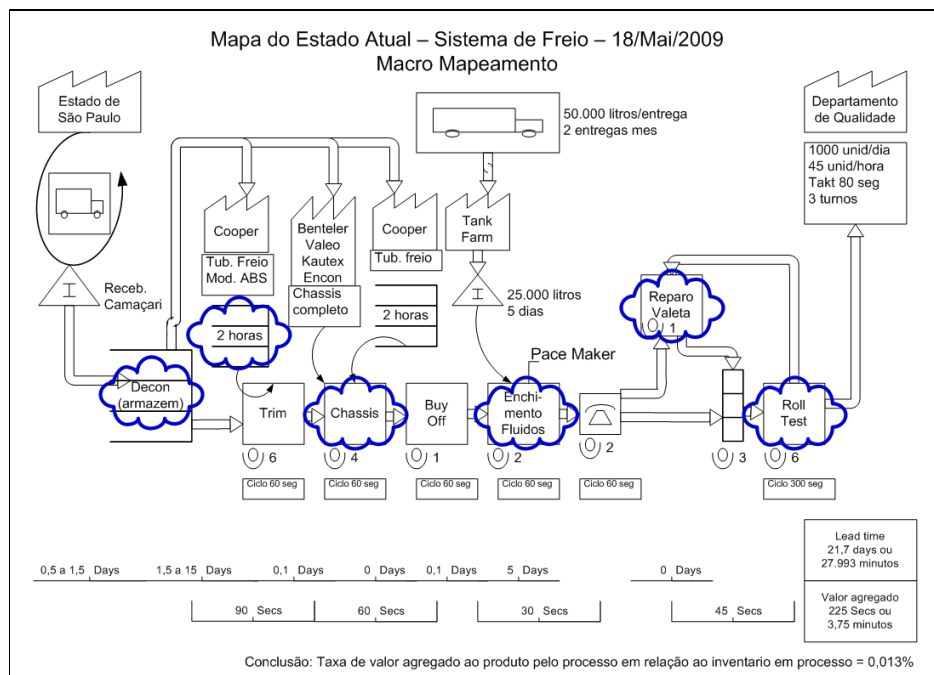 Mapa do Estado Atual – Sistema de Freio – 18/Mai/2009
Macro Mapeamento
Estado de
São Paulo
50.000 litros/entrega
2 entregas mes
Departamento
de Qualidade
1000 unid/dia
45 unid/hora
Takt 80 seg
3 turnos
Cooper
Tub. Freio
Mod. ABS
Benteler
Valeo
Kautex
Encon
Chassis
completo
Cooper
Tub. freio
Tank
Farm
I
Receb.
Camaçari
I
25.000 litros
5 dias
2 horas
2 horas
Reparo
Valeta
1
Pace Maker
Decon
(armazem)
Trim
Chassis
Buy
Off
Enchi-
mento
Fluidos
Roll
Test
6
4
1
2
2
3
6
Ciclo 60 seg
Ciclo 60 seg
Ciclo 60 seg
Ciclo 60 seg
Ciclo 60 seg
Ciclo 300 seg
Lead time
21,7 days ou
27.993 minutos
0,5 a 1,5 Days
1,5 a 15 Days
0,1 Days
0 Days
0,1 Days
5 Days
0 Days
Valor agregado
225 Secs ou
3,75 minutos
90 Secs
60 Secs
30 Secs
45 Secs
Conclusão: Taxa de valor agregado ao produto pelo processo em relação ao inventario em processo = 0,013%